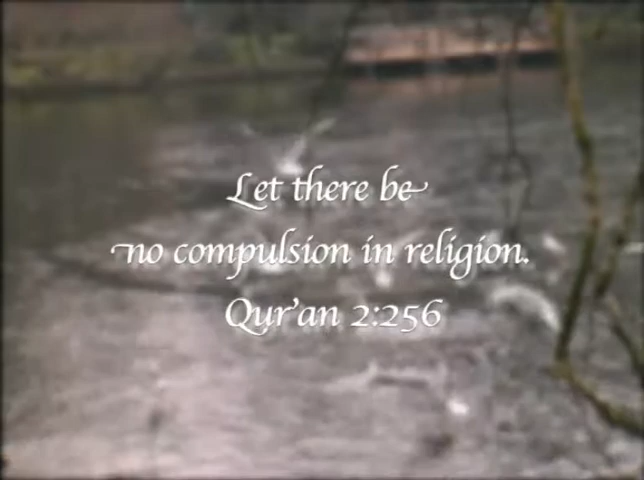 Let there be
no compulsion in religion.
Qur'an 2:256